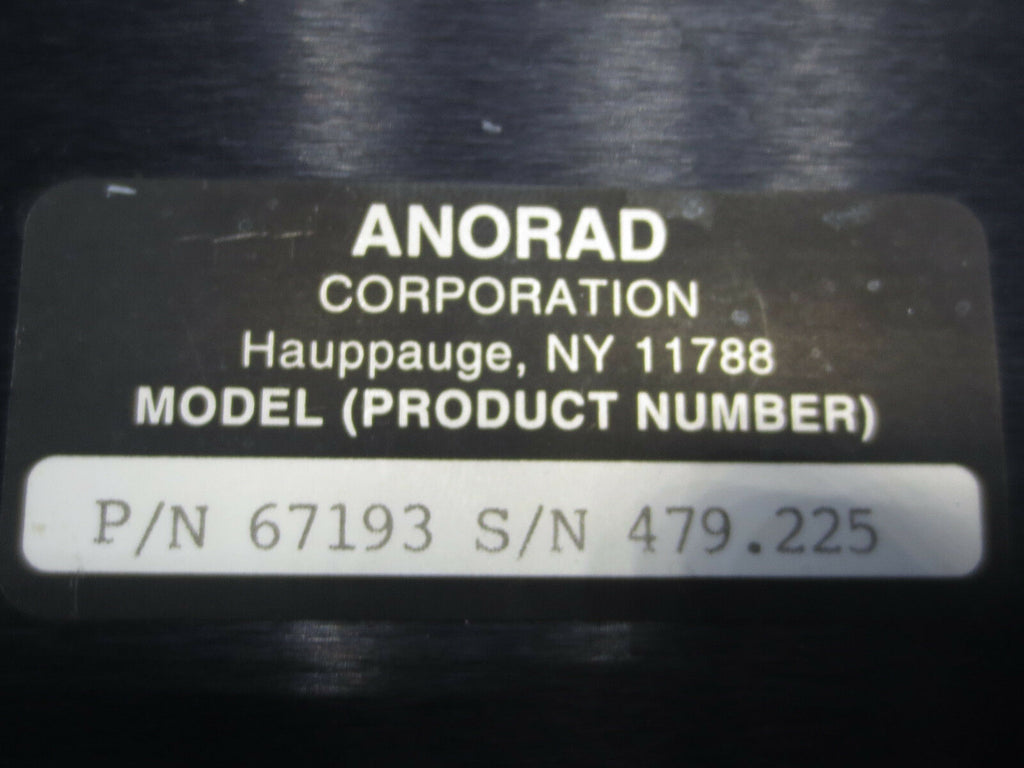 ANORAD
CORPORATION
Hauppauge, NY 11788
MODEL (PRODUCT NUMBER)
P/N 67193 S/N 479.225